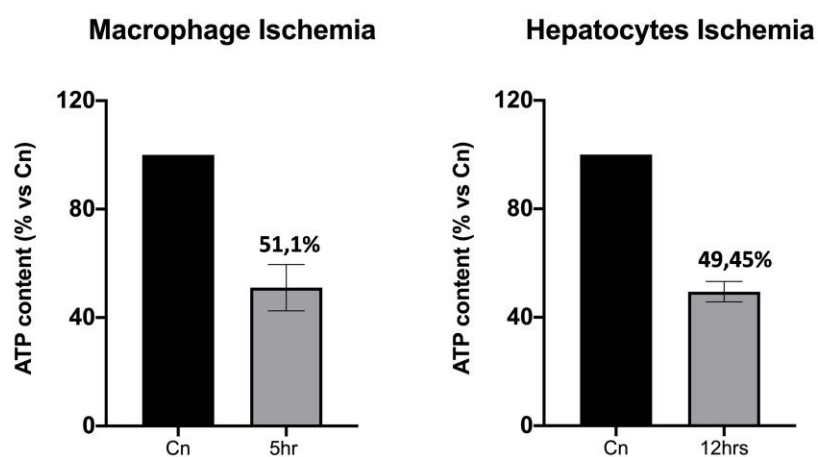 Macrophage Ischemia
ATP content (% vs Cn)
120
80
40
0
51,1%
Cn
5hr
Hepatocytes Ischemia
ATP content (% vs Cn)
120
80
40
0
49,45%
Cn
12hrs